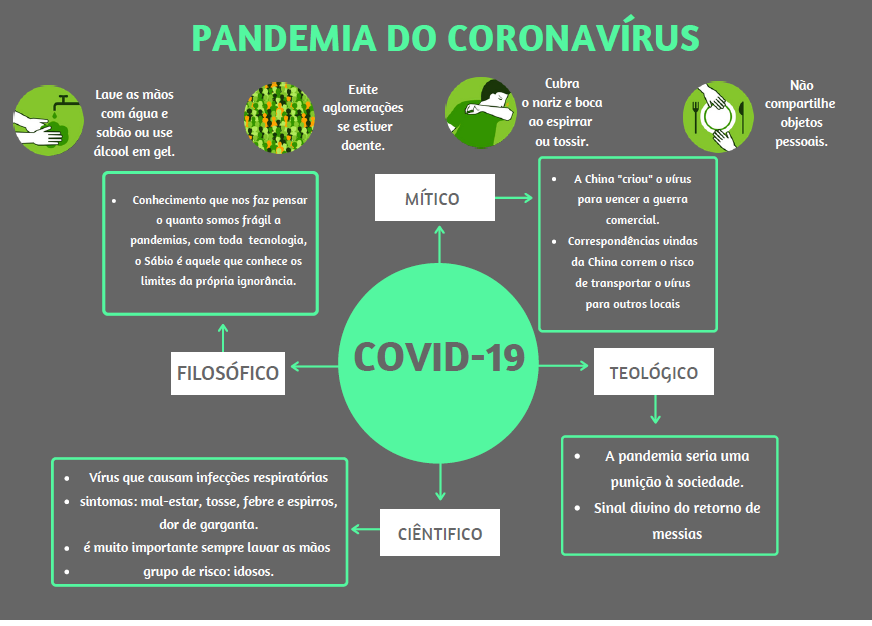 PANDEMIA DO CORONAVÍRUS
Lave as mãos
com água e
sabão ou use
álcool em gel.
Evite
aglomerações
se estiver
doente.
Cubra
o nariz e boca
ao espirrar
ou tossir.
Não
compartilhe
objetos
pessoais.
• Conhecimento que nos faz pensar
o quanto somos frágil a
pandemias, com toda tecnologia,
o Sábio é aquele que conhece os
limites da própria ignorância.
MÍTICO
• A China "criou" o vírus
para vencer a guerra
comercial.
• Correspondências vindas
da China correm o risco
de transportar o vírus
para outros locais
COVID-19
FILOSÓFICO
TEOLÓGICO
• A pandemia seria uma
punição à sociedade.
• Sinal divino do retorno de
messias
• Vírus que causam infecções respiratórias
• sintomas: mal-estar, tosse, febre e espirros,
dor de garganta.
• é muito importante sempre lavar as mãos
• grupo de risco: idosos.
CIÊNTIFICO